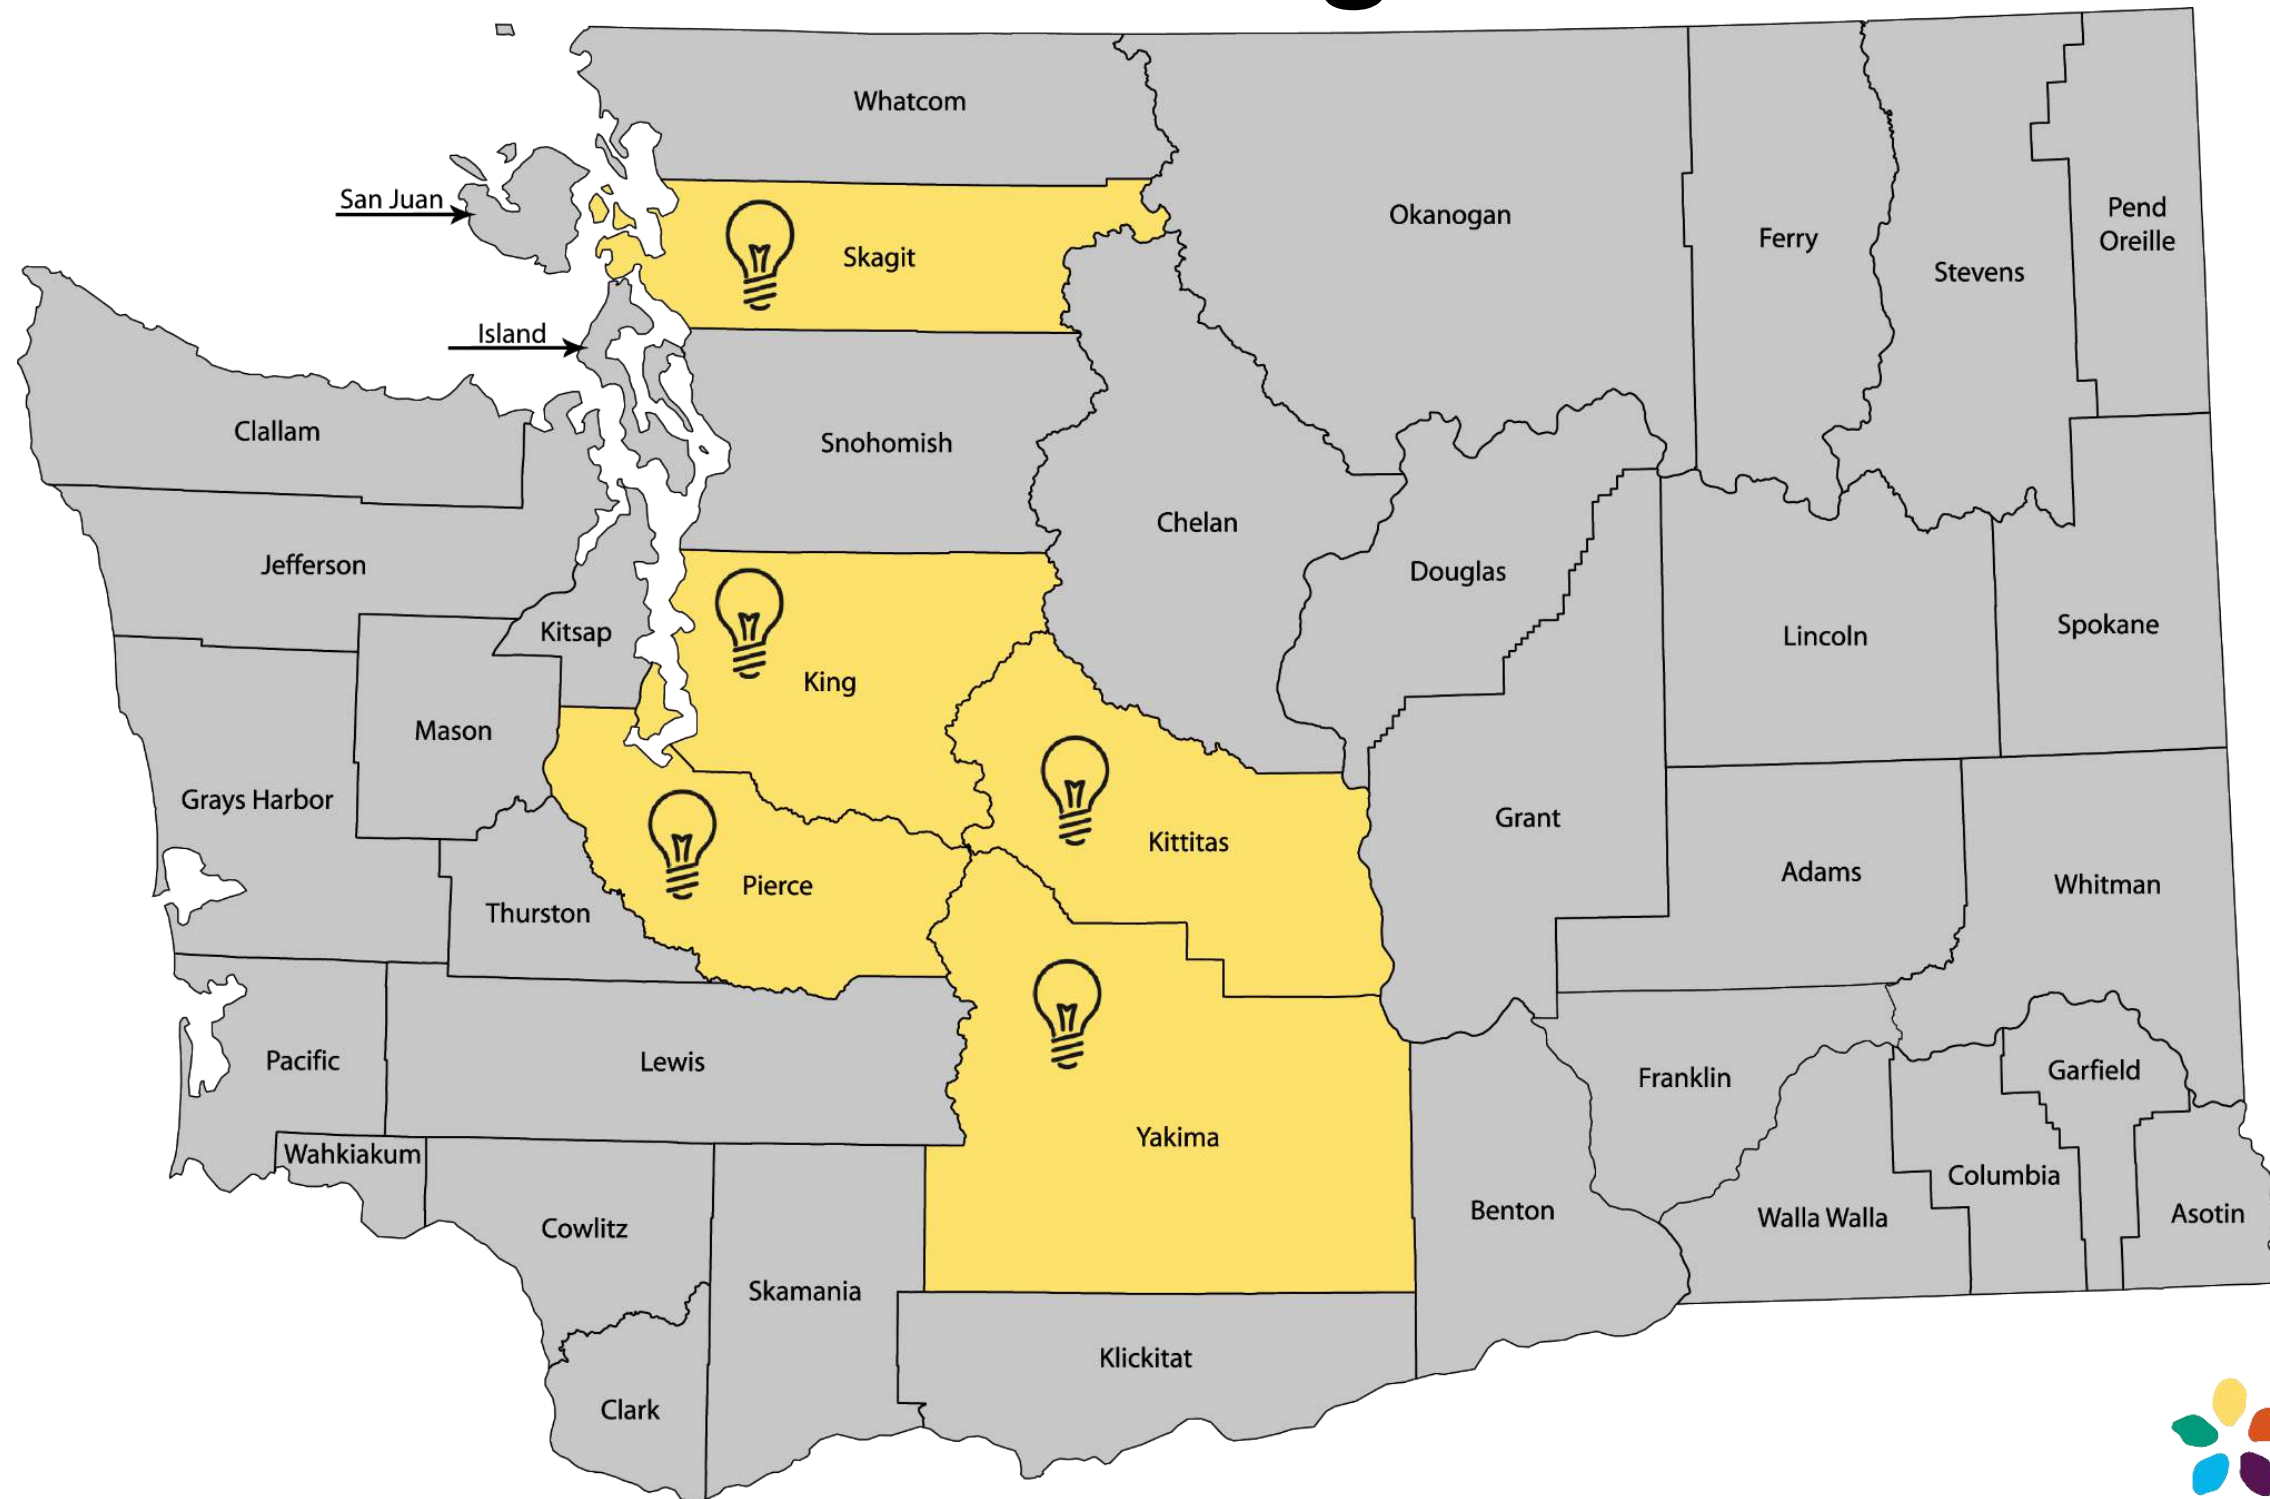 Whatcom
San Juan
Skagit
Okanogan
Ferry
Stevens
Pend
Oreille
Island
Clallam
Snohomish
Chelan
Jefferson
Douglas
Kitsap
King
Lincoln
Spokane
Mason
Grays Harbor
Kittitas
Grant
Pierce
Adams
Whitman
Thurston
Pacific
Lewis
Franklin
Garfield
Yakima
Wahkiakum
Columbia
Cowlitz
Benton
Walla Walla
Asotin
Skamania
Klickitat
Clark